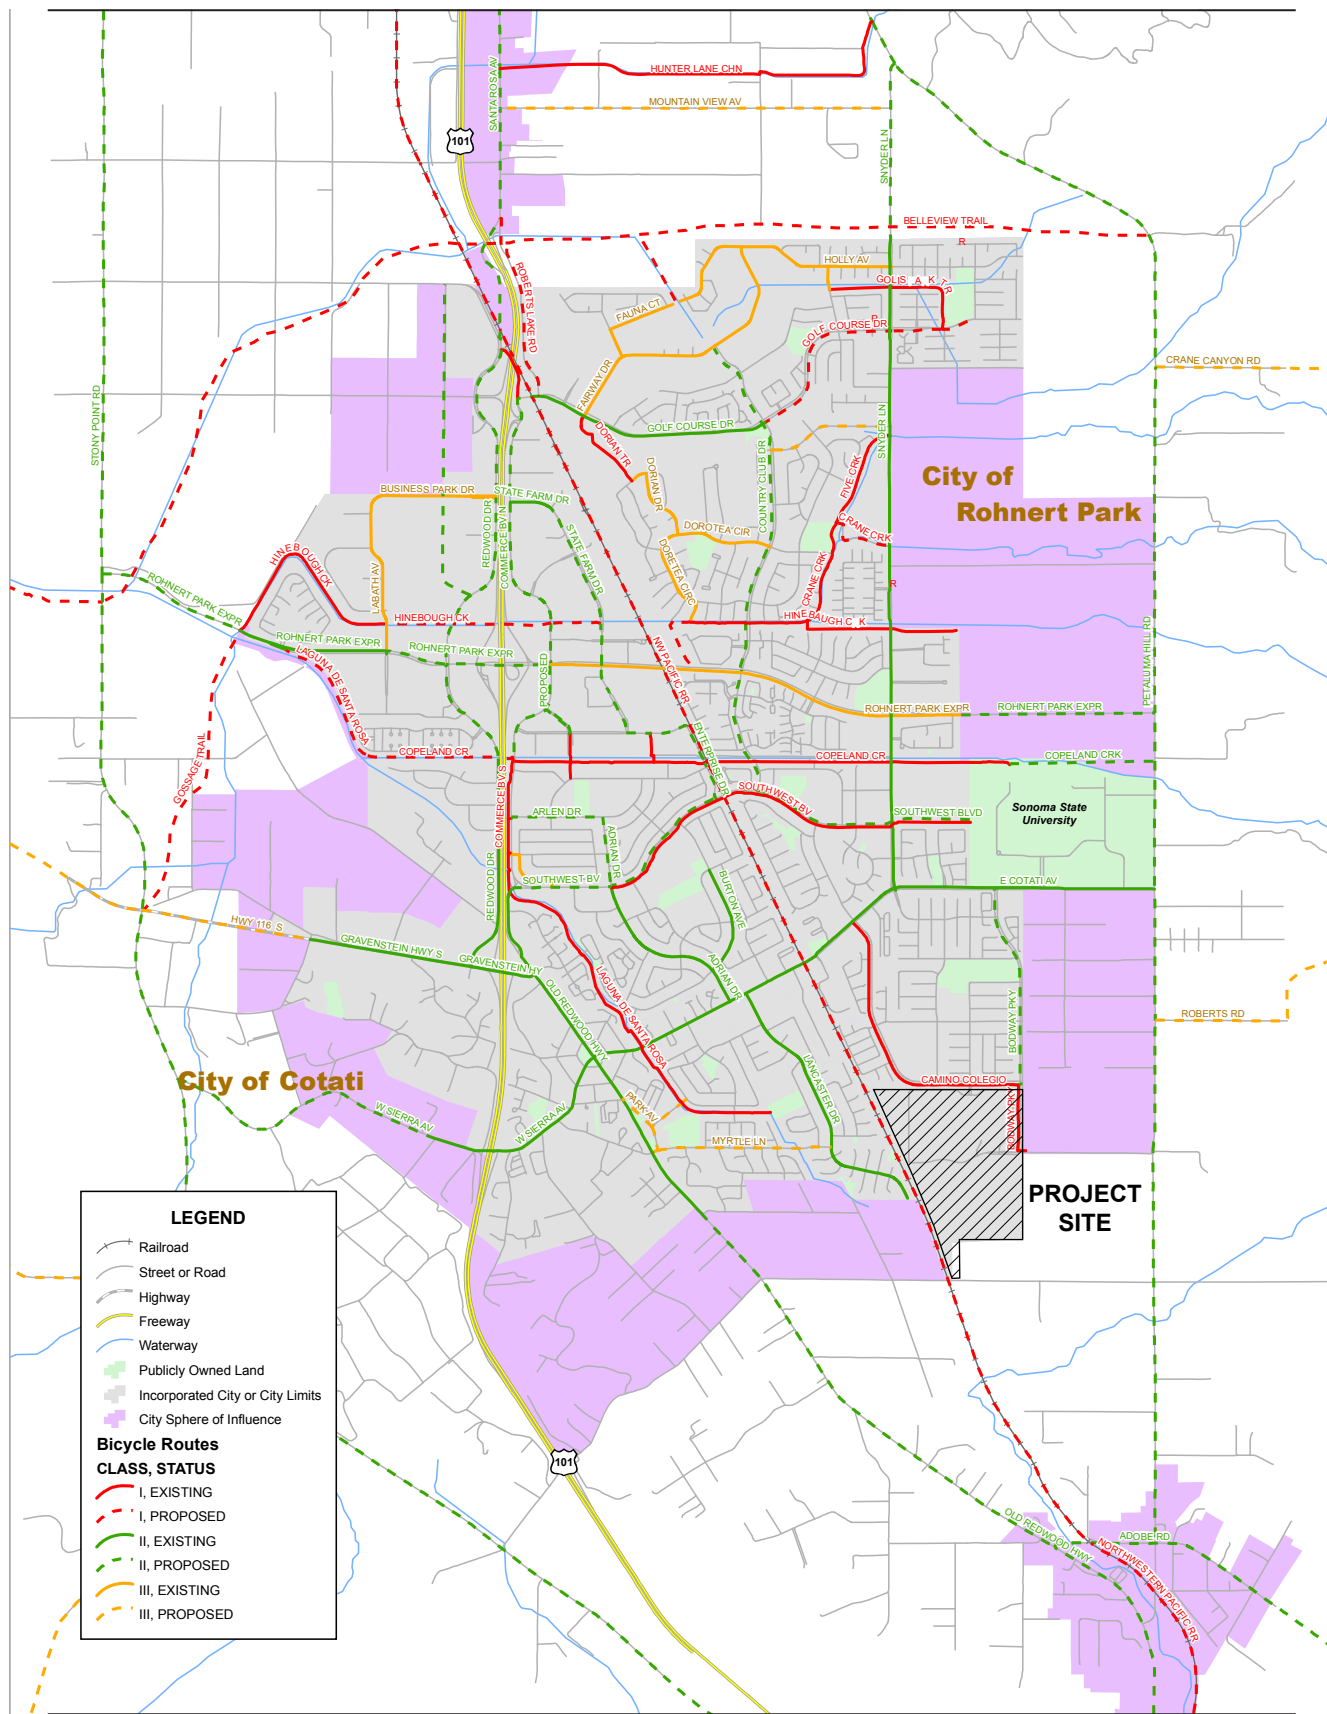 HUNTER LANE CHN
MOUNTAIN VIEW AV
SANTA ROSA AV
101
SNYDER LN
BELLEVIEW TRAIL
R
HOLLY AV
GOLIS A K TR
ROBERTS LAKE RD
FAUNA CT
R
GOLF COURSE DR
CRANE CANYON RD
FAIRWAY DR
STONY POINT RD
GOLF COURSE DR
SNYDER LN
DORIAN TR
COUNTRY CLUB DR
FIVE CRK
City of
Rohnert Park
BUSINESS PARK DR
STATE FARM DR
DORIAN DR
REDWOOD DR
COMMERCE BV N
DOROTEA CIR
CRANE CRK
STATE FARM DR
HINEBOUGH CK
DORETEA CIRC
CRANE CRK
R
ROHNERT PARK EXPR
LABATH AV
HINEBOUGH CK
HINEBAUGH C K
ROHNERT PARK EXPR
ROHNERT PARK EXPR
LAGUNA DE SANTA ROSA
PROPOSED
NW PACIFIC RR
PETALUMA HILL RD
ROHNERT PARK EXPR
ROHNERT PARK EXPR
GOSSAGE TRAIL
COPELAND CR
ENTERPRISE DR
COPELAND CR
COPELAND CRK
COMMERCE BV S
SOUTHWEST BV
ARLEN DR
SOUTHWEST BLVD
Sonoma State
University
ADRIAN DR
REDWOOD DR
SOUTHWEST BV
BURTON AVE
E COTATI AV
HWY 116 S
GRAVENSTEIN HWY S
GRAVENSTEIN HY
OLD REDWOOD HWY
LAGUNA DE SANTA ROSA
ADRIAN DR
BODWAY PKY
ROBERTS RD
City of Cotati
LANCASTER DR
CAMINO COLEGIO
W SIERRA AV
W SIERRA AV
PARK AV
MYRTLE LN
BODWAY PK
PROJECT
SITE
LEGEND
Railroad
Street or Road
Highway
Freeway
Waterway
Publicly Owned Land
Incorporated City or City Limits
City Sphere of Influence
Bicycle Routes
CLASS, STATUS
I, EXISTING
I, PROPOSED
II, EXISTING
II, PROPOSED
III, EXISTING
III, PROPOSED
101
OLD REDWOOD HWY
ADOBE RD
NORTHWESTERN PACIFIC RR